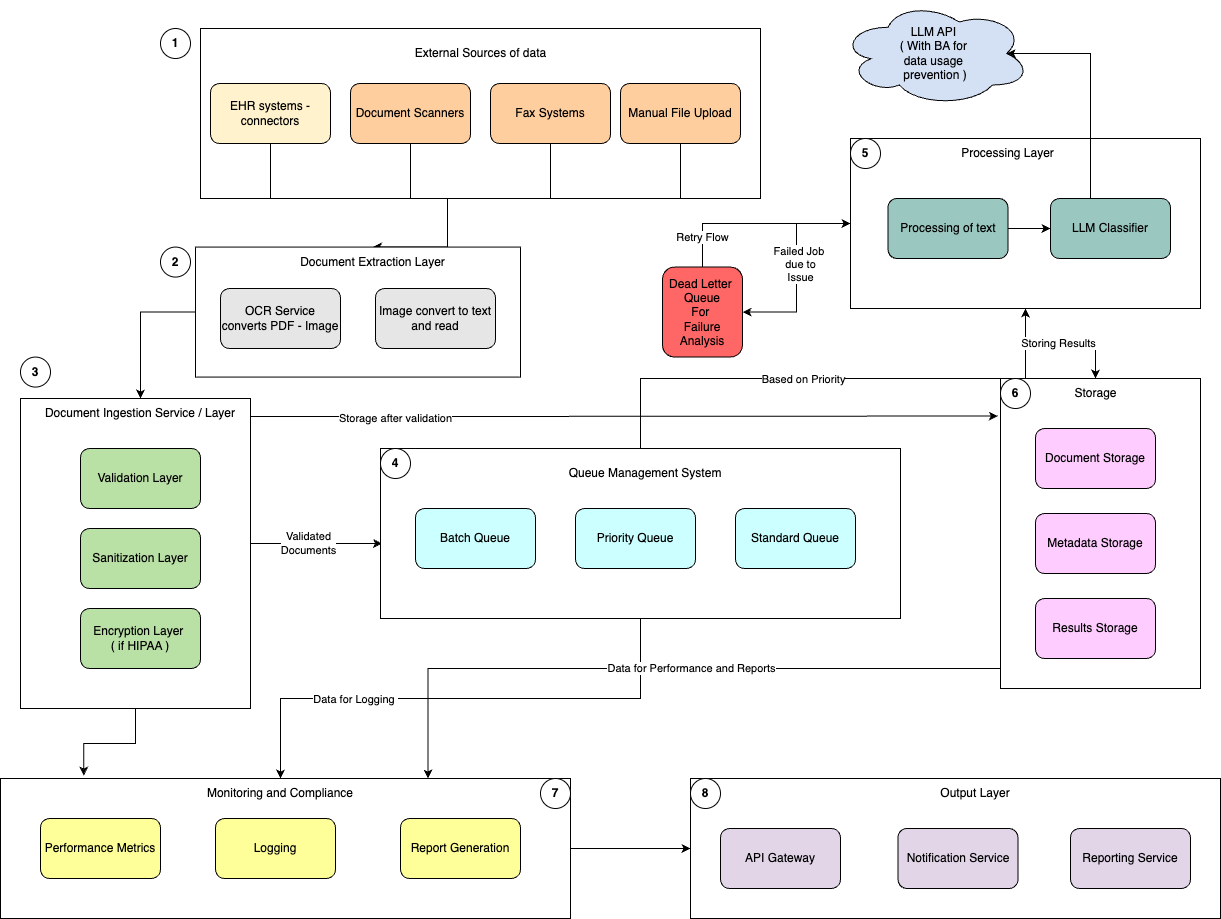 1
External Sources of data
EHR systems -
connectors
Document Scanners
Fax Systems
Manual File Upload
LLM API
( With BA for
data usage
prevention )
5
Processing Layer
Processing of text
LLM Classifier
Retry Flow
Failed Job
due to
Issue
Dead Letter
Queue
For
Failure
Analysis
2
Document Extraction Layer
OCR Service
converts PDF - Image
Image convert to text
and read
3
Document Ingestion Service / Layer
Validation Layer
Sanitization Layer
Encryption Layer
( if HIPAA )
Storing Results
Based on Priority
Storage after validation
Validated
Documents
4
Queue Management System
Batch Queue
Priority Queue
Standard Queue
6
Storage
Document Storage
Metadata Storage
Results Storage
Data for Performance and Reports
Data for Logging
Monitoring and Compliance
7
Performance Metrics
Logging
Report Generation
8
Output Layer
API Gateway
Notification Service
Reporting Service